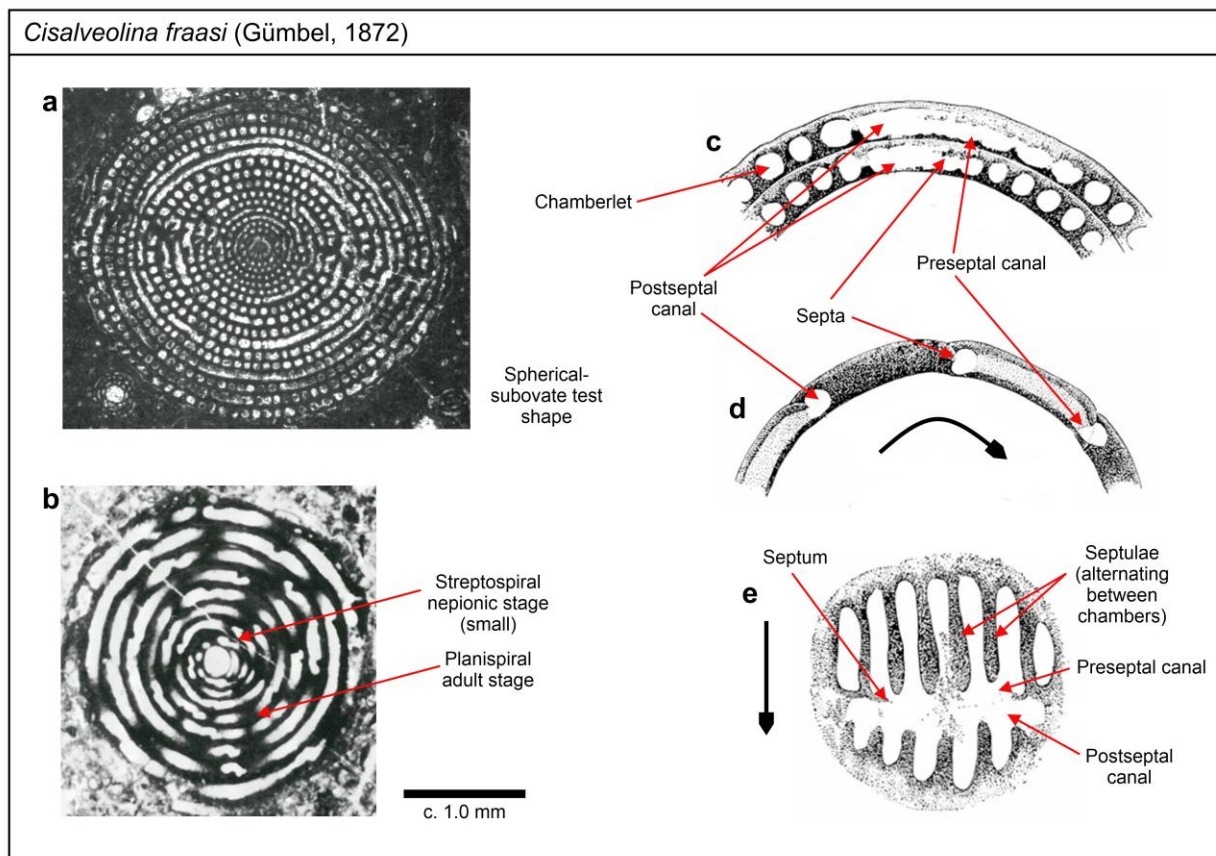 Cisalveolina fraasi (Gümbel, 1872)
a
Spherical-
subovate test
shape
b
Streptospiral
nepionic stage
(small)
Planispiral
adult stage
c. 1.0 mm
c
Chamberlet
Postseptal
canal
Septa
Preseptal canal
d
e
Septum
Septulae
(alternating
between
chambers)
Preseptal canal
Postseptal
canal